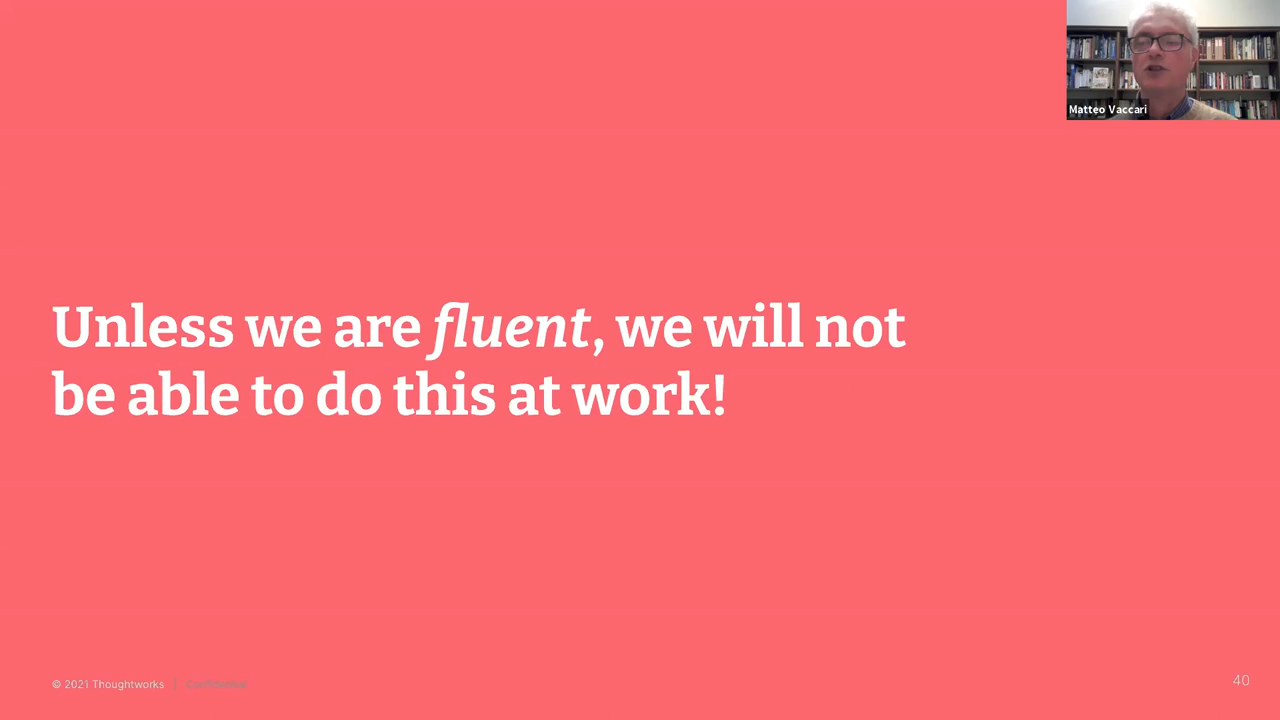 Matteo Vaccari
Unless we are fluent, we will not
be able to do this at work!
© 2021 Thoughtworks
40